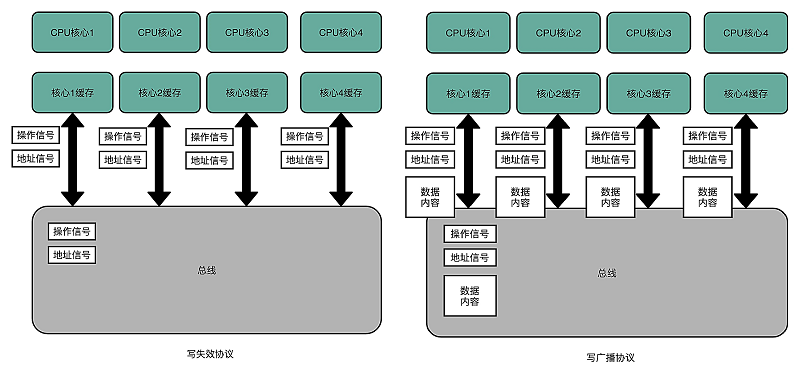 CPU核心1
CPU核心2
CPU核心3
CPU核心4
核心1缓存
核心2缓存
核心3缓存
核心4缓存
操作信号
地址信号
操作信号
地址信号
操作信号
地址信号
操作信号
地址信号
操作信号
地址信号
总线
写失效协议
CPU核心1
CPU核心2
CPU核心3
CPU核心4
核心1缓存
核心2缓存
核心3缓存
核心4缓存
操作信号
地址信号
数据
内容
操作信号
地址信号
数据
内容
操作信号
地址信号
数据
内容
操作信号
地址信号
数据
内容
操作信号
地址信号
数据
内容
总线
写广播协议